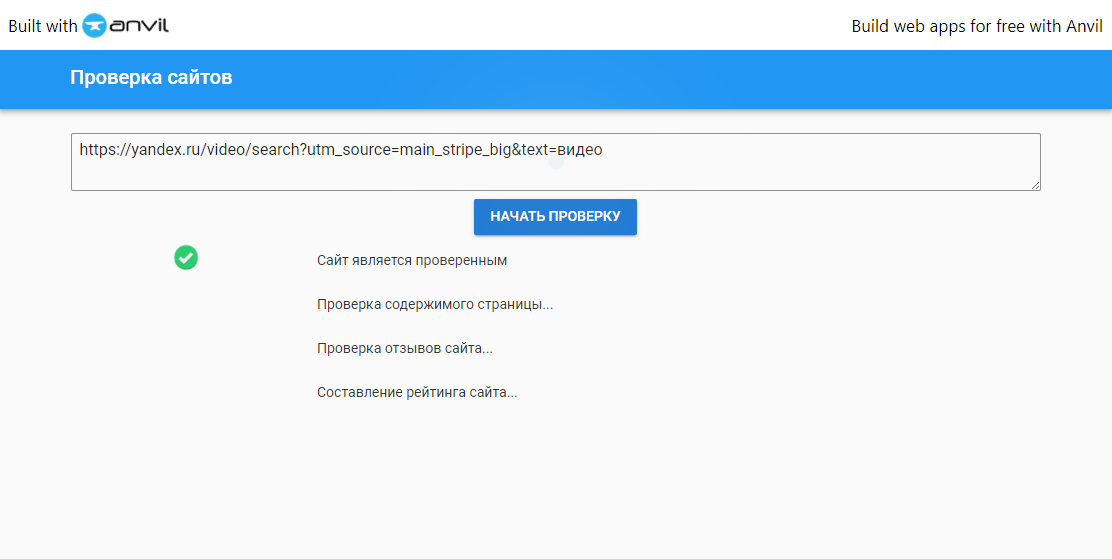 Built with anvil
Build web apps for free with Anvil
Проверка сайтов
https://yandex.ru/video/search?utm_source=main_stripe_big&text=видео
НАЧАТЬ ПРОВЕРКУ
Сайт является проверенным
Проверка содержимого страницы...
Проверка отзывов сайта...
Составление рейтинга сайта...